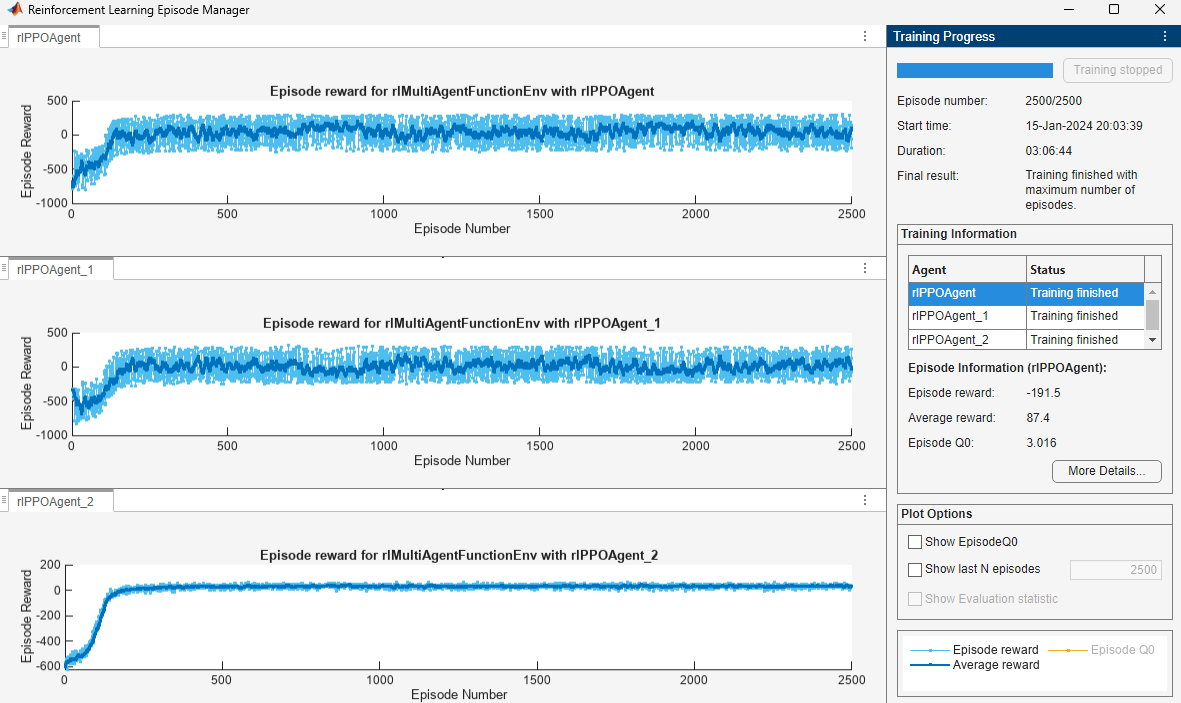 Reinforcement Learning Episode Manager
rlPPOAgent
Episode reward for rlMultiAgentFunctionEnv with rlPPOAgent
Episode Reward
500
0
-500
-1000
0 500 1000 1500 2000 2500
Episode Number
rlPPOAgent_1
Episode reward for rlMultiAgentFunctionEnv with rlPPOAgent_1
Episode Reward
500
0
-500
-1000
0 500 1000 1500 2000 2500
Episode Number
rlPPOAgent_2
Episode reward for rlMultiAgentFunctionEnv with rlPPOAgent_2
Episode Reward
200
0
-200
-400
-600
0 500 1000 1500 2000 2500
Episode Number
Training Progress
Training stopped
Episode number: 2500/2500
Start time: 15-Jan-2024 20:03:39
Duration: 03:06:44
Final result: Training finished with
maximum number of
episodes.
Training Information
Agent Status
rlPPOAgent Training finished
rlPPOAgent_1 Training finished
rlPPOAgent_2 Training finished
Episode Information (rlPPOAgent):
Episode reward: -191.5
Average reward: 87.4
Episode Q0: 3.016
More Details...
Plot Options
Show EpisodeQ0
Show last N episodes 2500
Show Evaluation statistic
Episode reward Episode Q0
Average reward